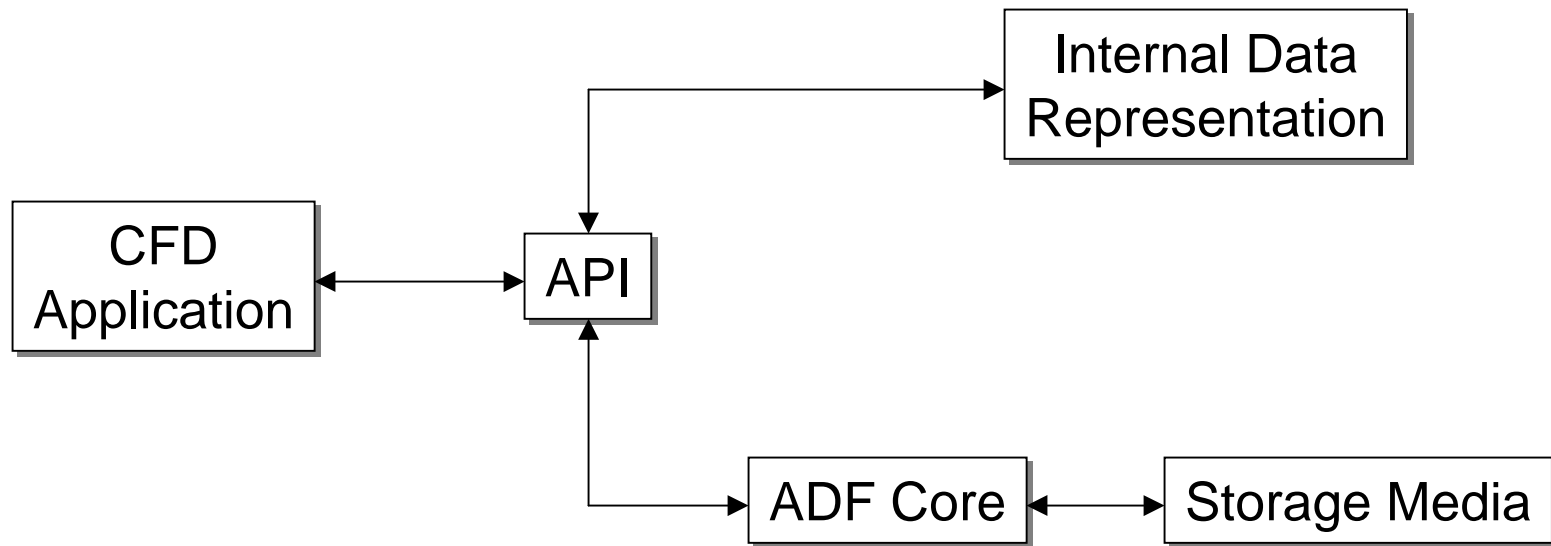 Internal Data
Representation
CFD
Application
API
ADF Core
Storage Media